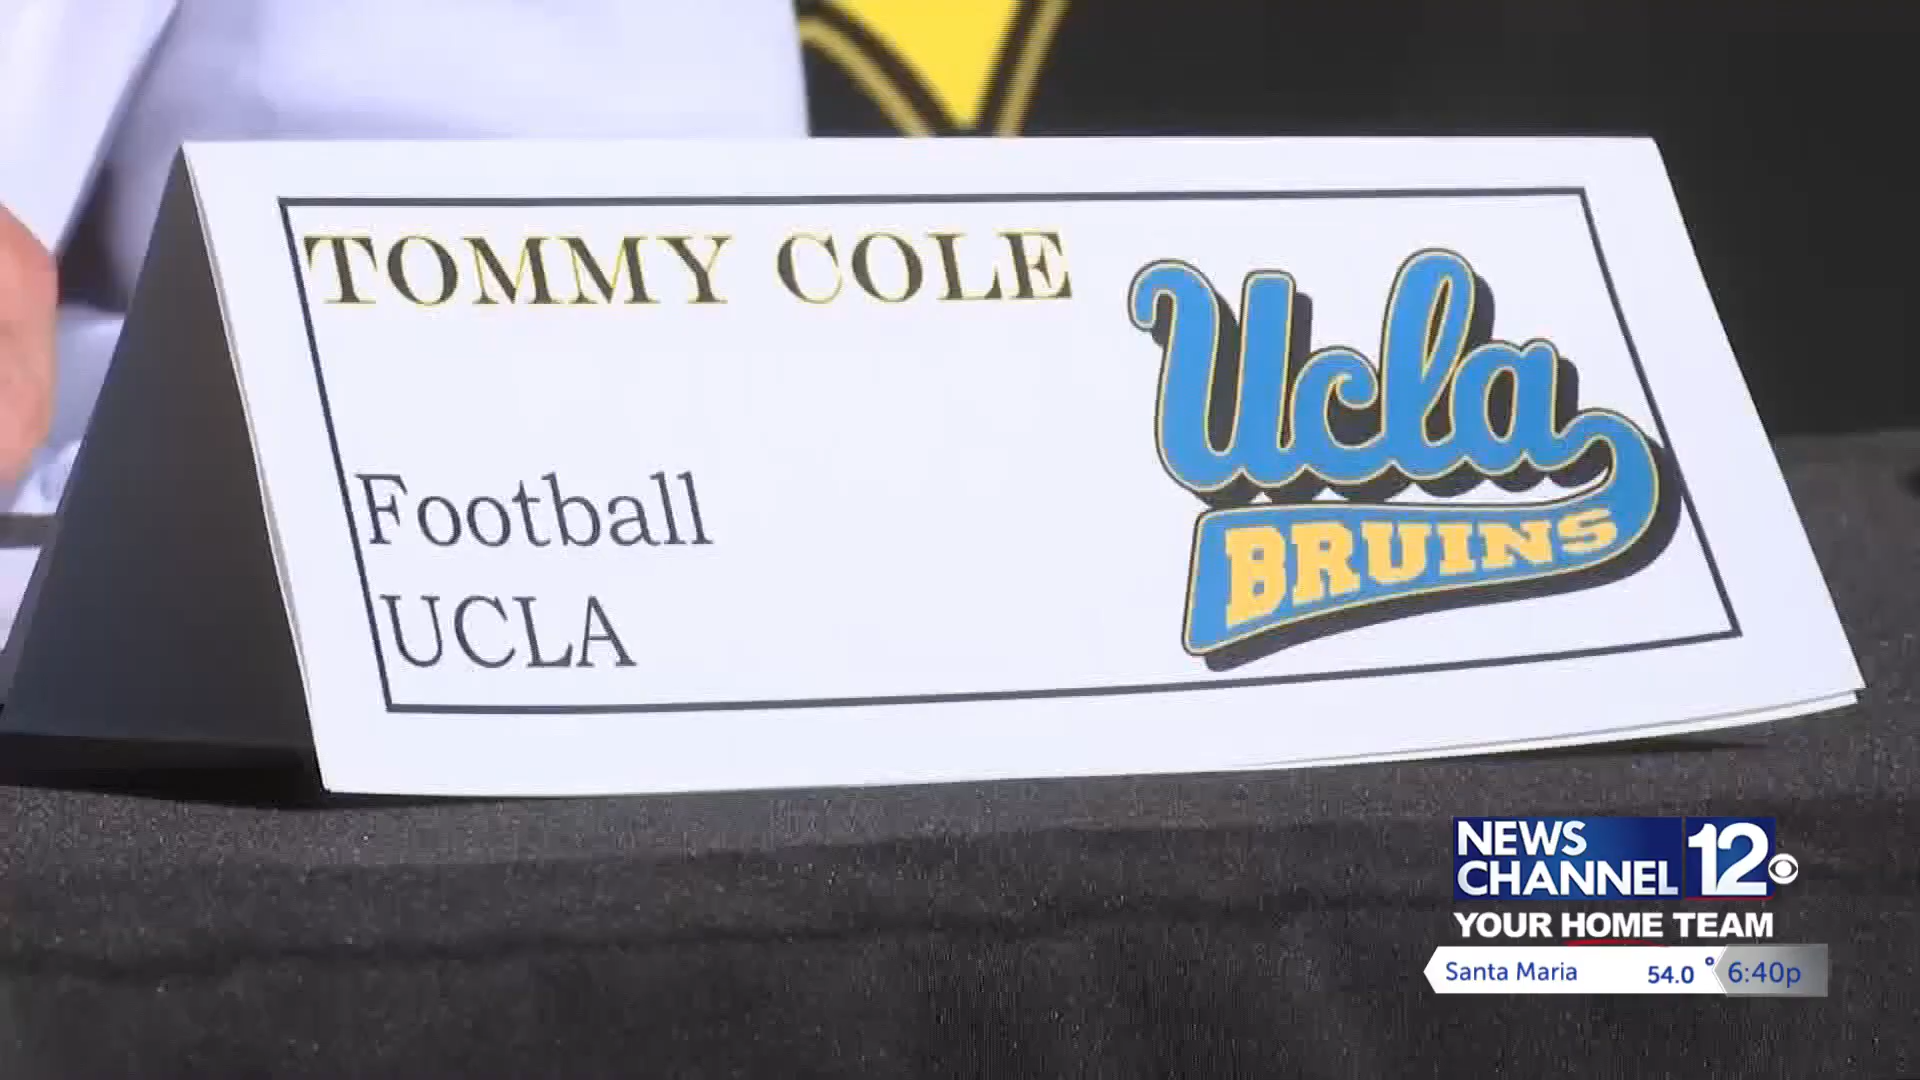 TOMMY COLE
Football
UCLA
Ucla
BRUINS
NEWS
CHANNEL 12
YOUR HOME TEAM
Santa Maria 54.0 ° 6:40p